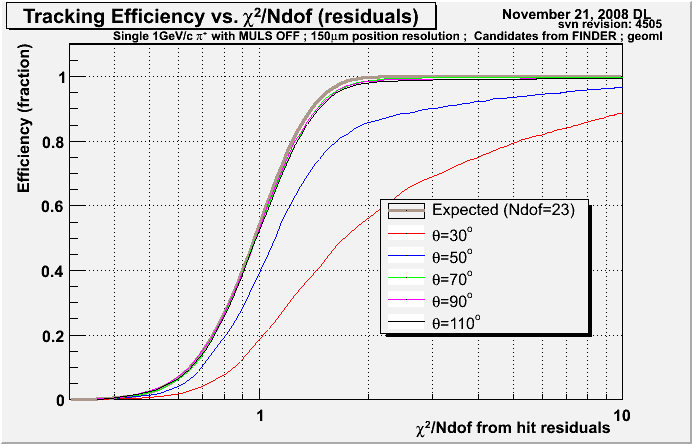 Tracking Efficiency vs. χ²/Ndof (residuals)
November 21, 2008 DL
svn revision: 4505
Single 1GeV/c π⁺ with MULS OFF ; 150μm position resolution ; Candidates from FINDER ; geomI
Efficiency (fraction)
1
0.8
0.6
0.4
0.2
0
Expected (Ndof=23)
θ=30°
θ=50°
θ=70°
θ=90°
θ=110°
1
10
χ²/Ndof from hit residuals